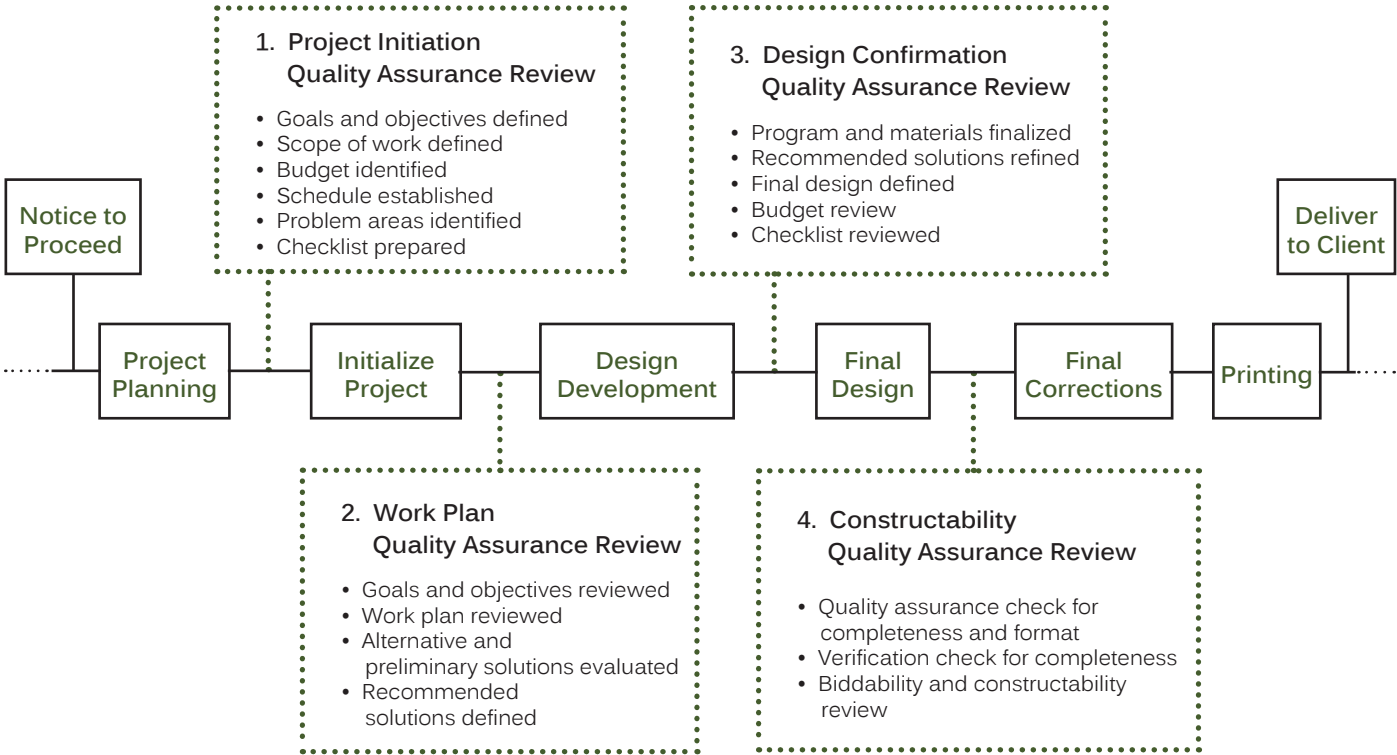 1. Project Initiation
Quality Assurance Review
• Goals and objectives defined
• Scope of work defined
• Budget identified
• Schedule established
• Problem areas identified
• Checklist prepared
3. Design Confirmation
Quality Assurance Review
• Program and materials finalized
• Recommended solutions refined
• Final design defined
• Budget review
• Checklist reviewed
Notice to
Proceed
Deliver
to Client
Project
Planning
Initialize
Project
Design
Development
Final
Design
Final
Corrections
Printing
2. Work Plan
Quality Assurance Review
• Goals and objectives reviewed
• Work plan reviewed
• Alternative and
preliminary solutions evaluated
• Recommended
solutions defined
4. Constructability
Quality Assurance Review
• Quality assurance check for
completeness and format
• Verification check for completeness
• Biddability and constructability
review